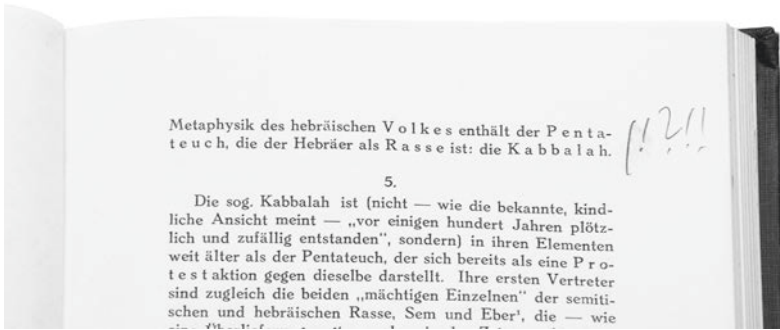 Metaphysik des hebräischen Volkes enthält der Penta-
teuch, die der Hebräer als Rasse ist: die Kabbalah.
!!?!!
5.
Die sog. Kabbalah ist (nicht — wie die bekannte, kind-
liche Ansicht meint — „vor einigen hundert Jahren plötz-
lich und zufällig entstanden“, sondern) in ihren Elementen
weit älter als der Pentateuch, der sich bereits als eine Pro-
testaktion gegen dieselbe darstellt. Ihre ersten Vertreter
sind zugleich die beiden „mächtigen Einzelnen“ der semiti-
schen und hebräischen Rasse, Sem und Eber¹, die — wie